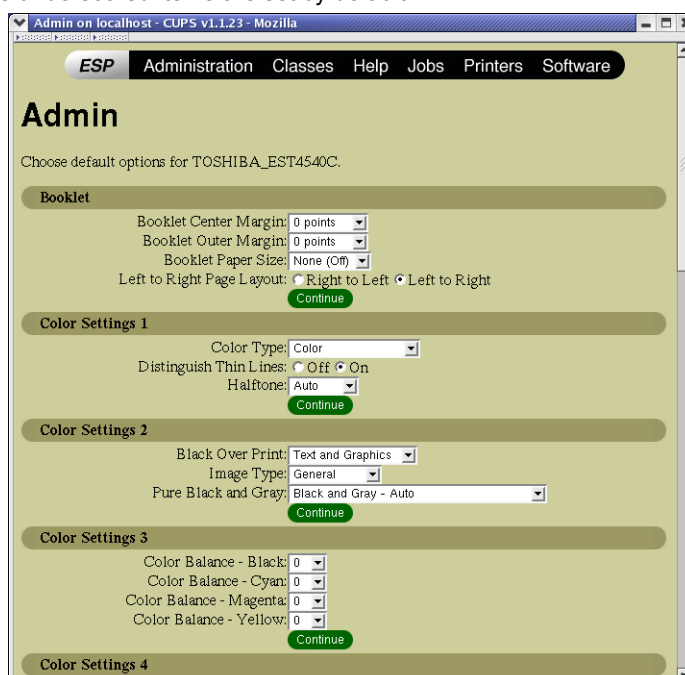 Admin on localhost - CUPS v1.1.23 - Mozilla
ESP Administration Classes Help Jobs Printers Software
Admin
Choose default options for TOSHIBA_EST4540C.
Booklet
Booklet Center Margin: 0 points
Booklet Outer Margin: 0 points
Booklet Paper Size: None (Off)
Left to Right Page Layout: Right to Left Left to Right
Continue
Color Settings 1
Color Type: Color
Distinguish Thin Lines: Off On
Halftone: Auto
Continue
Color Settings 2
Black Over Print: Text and Graphics
Image Type: General
Pure Black and Gray: Black and Gray - Auto
Continue
Color Settings 3
Color Balance - Black: 0
Color Balance - Cyan: 0
Color Balance - Magenta: 0
Color Balance - Yellow: 0
Continue
Color Settings 4